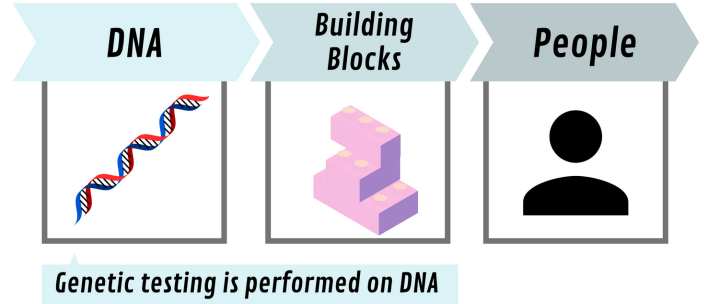 DNA
Building
Blocks
People
Genetic testing is performed on DNA